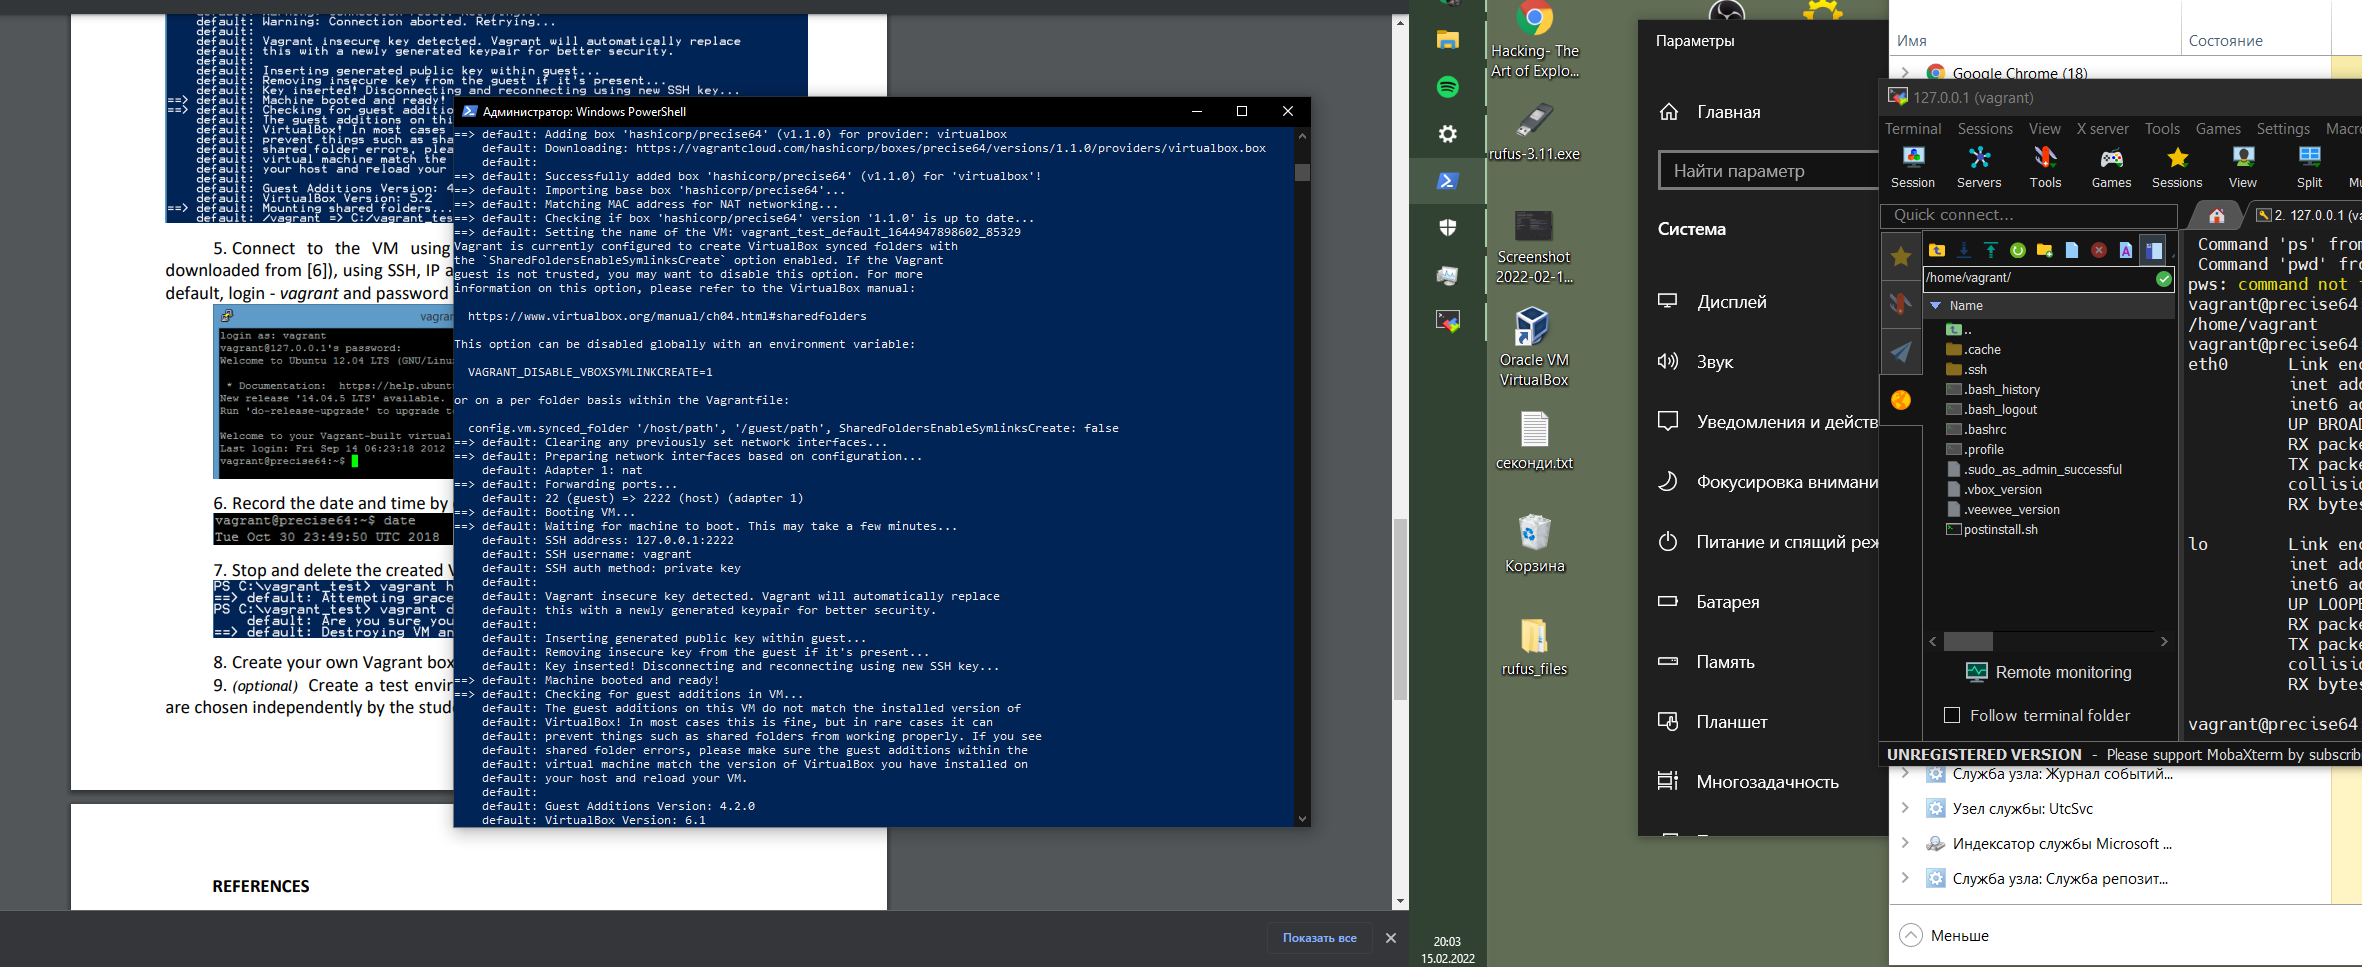 default: Warning: Connection aborted. Retrying...
default:
default: Vagrant insecure key detected. Vagrant will automatically replace
default: this with a newly generated keypair for better security.
default:
default: Inserting generated public key within guest...
default: Removing insecure key from the guest if it's present...
default: Key inserted! Disconnecting and reconnecting using new SSH key...
==> default: Machine booted and ready!
==> default: Checking for guest additio
default: The guest additions on thi
default: VirtualBox! In most cases
default: prevent things such as sha
default: shared folder errors, plea
default: virtual machine match the
default: your host and reload your
default:
default: Guest Additions Version: 4
default: VirtualBox Version: 5.2
==> default: Mounting shared folders...
default: /vagrant => C:/vagrant_tes
5. Connect to the VM using
downloaded from [6]), using SSH, IP a
default, login - vagrant and password
vagran
login as: vagrant
vagrant@127.0.0.1's password:
Welcome to Ubuntu 12.04 LTS (GNU/Linu
* Documentation: https://help.ubunt
New release '14.04.5 LTS' available.
Run 'do-release-upgrade' to upgrade t
Welcome to your Vagrant-built virtual
Last login: Fri Sep 14 06:23:18 2012
vagrant@precise64:~$
6. Record the date and time by
vagrant@precise64:~$ date
Tue Oct 30 23:49:50 UTC 2018
7. Stop and delete the created V
PS C:\vagrant_test> vagrant h
==> default: Attempting grace
PS C:\vagrant_test> vagrant d
default: Are you sure you
==> default: Destroying VM an
8. Create your own Vagrant box
9. (optional) Create a test envir
are chosen independently by the stud
REFERENCES
Администратор: Windows PowerShell
==> default: Adding box 'hashicorp/precise64' (v1.1.0) for provider: virtualbox
default: Downloading: https://vagrantcloud.com/hashicorp/boxes/precise64/versions/1.1.0/providers/virtualbox.box
default:
==> default: Successfully added box 'hashicorp/precise64' (v1.1.0) for 'virtualbox'!
==> default: Importing base box 'hashicorp/precise64'...
==> default: Matching MAC address for NAT networking...
==> default: Checking if box 'hashicorp/precise64' version '1.1.0' is up to date...
==> default: Setting the name of the VM: vagrant_test_default_1644947898602_85329
Vagrant is currently configured to create VirtualBox synced folders with
the `SharedFoldersEnableSymlinksCreate` option enabled. If the Vagrant
guest is not trusted, you may want to disable this option. For more
information on this option, please refer to the VirtualBox manual:
https://www.virtualbox.org/manual/ch04.html#sharedfolders
This option can be disabled globally with an environment variable:
VAGRANT_DISABLE_VBOXSYMLINKCREATE=1
or on a per folder basis within the Vagrantfile:
config.vm.synced_folder '/host/path', '/guest/path', SharedFoldersEnableSymlinksCreate: false
==> default: Clearing any previously set network interfaces...
==> default: Preparing network interfaces based on configuration...
default: Adapter 1: nat
==> default: Forwarding ports...
default: 22 (guest) => 2222 (host) (adapter 1)
==> default: Booting VM...
==> default: Waiting for machine to boot. This may take a few minutes...
default: SSH address: 127.0.0.1:2222
default: SSH username: vagrant
default: SSH auth method: private key
default:
default: Vagrant insecure key detected. Vagrant will automatically replace
default: this with a newly generated keypair for better security.
default:
default: Inserting generated public key within guest...
default: Removing insecure key from the guest if it's present...
default: Key inserted! Disconnecting and reconnecting using new SSH key...
==> default: Machine booted and ready!
==> default: Checking for guest additions in VM...
default: The guest additions on this VM do not match the installed version of
default: VirtualBox! In most cases this is fine, but in rare cases it can
default: prevent things such as shared folders from working properly. If you see
default: shared folder errors, please make sure the guest additions within the
default: virtual machine match the version of VirtualBox you have installed on
default: your host and reload your VM.
default:
default: Guest Additions Version: 4.2.0
default: VirtualBox Version: 6.1
Показать все
20:03
15.02.2022
Hacking- The
Art of Explo...
rufus-3.11.exe
Screenshot
2022-02-1...
Oracle VM
VirtualBox
секонди.txt
Корзина
rufus_files
Параметры
Главная
Найти параметр
Система
Дисплей
Звук
Уведомления и действ
Фокусировка внимани
Питание и спящий реж
Батарея
Память
Планшет
Многозадачность
Имя
Состояние
Google Chrome (18)
127.0.0.1 (vagrant)
Terminal Sessions View X server Tools Games Settings Macro
Session Servers Tools Games Sessions View Split Mu
Quick connect...
2. 127.0.0.1 (va
/home/vagrant/
Name
..
.cache
.ssh
.bash_history
.bash_logout
.bashrc
.profile
.sudo_as_admin_successful
.vbox_version
.veewee_version
postinstall.sh
Remote monitoring
Follow terminal folder
Command 'ps' from
Command 'pwd' fro
pws: command not f
vagrant@precise64
/home/vagrant
vagrant@precise64
eth0 Link enc
inet add
inet6 ad
UP BROAD
RX packe
TX packe
collisio
RX bytes
lo Link enc
inet add
inet6 ad
UP LOOPB
RX packe
TX packe
collisio
RX bytes
vagrant@precise64
UNREGISTERED VERSION - Please support MobaXterm by subscrib
Служба узла: Журнал событий...
Узел службы: UtcSvc
Индексатор службы Microsoft ...
Служба узла: Служба репозит...
Меньше